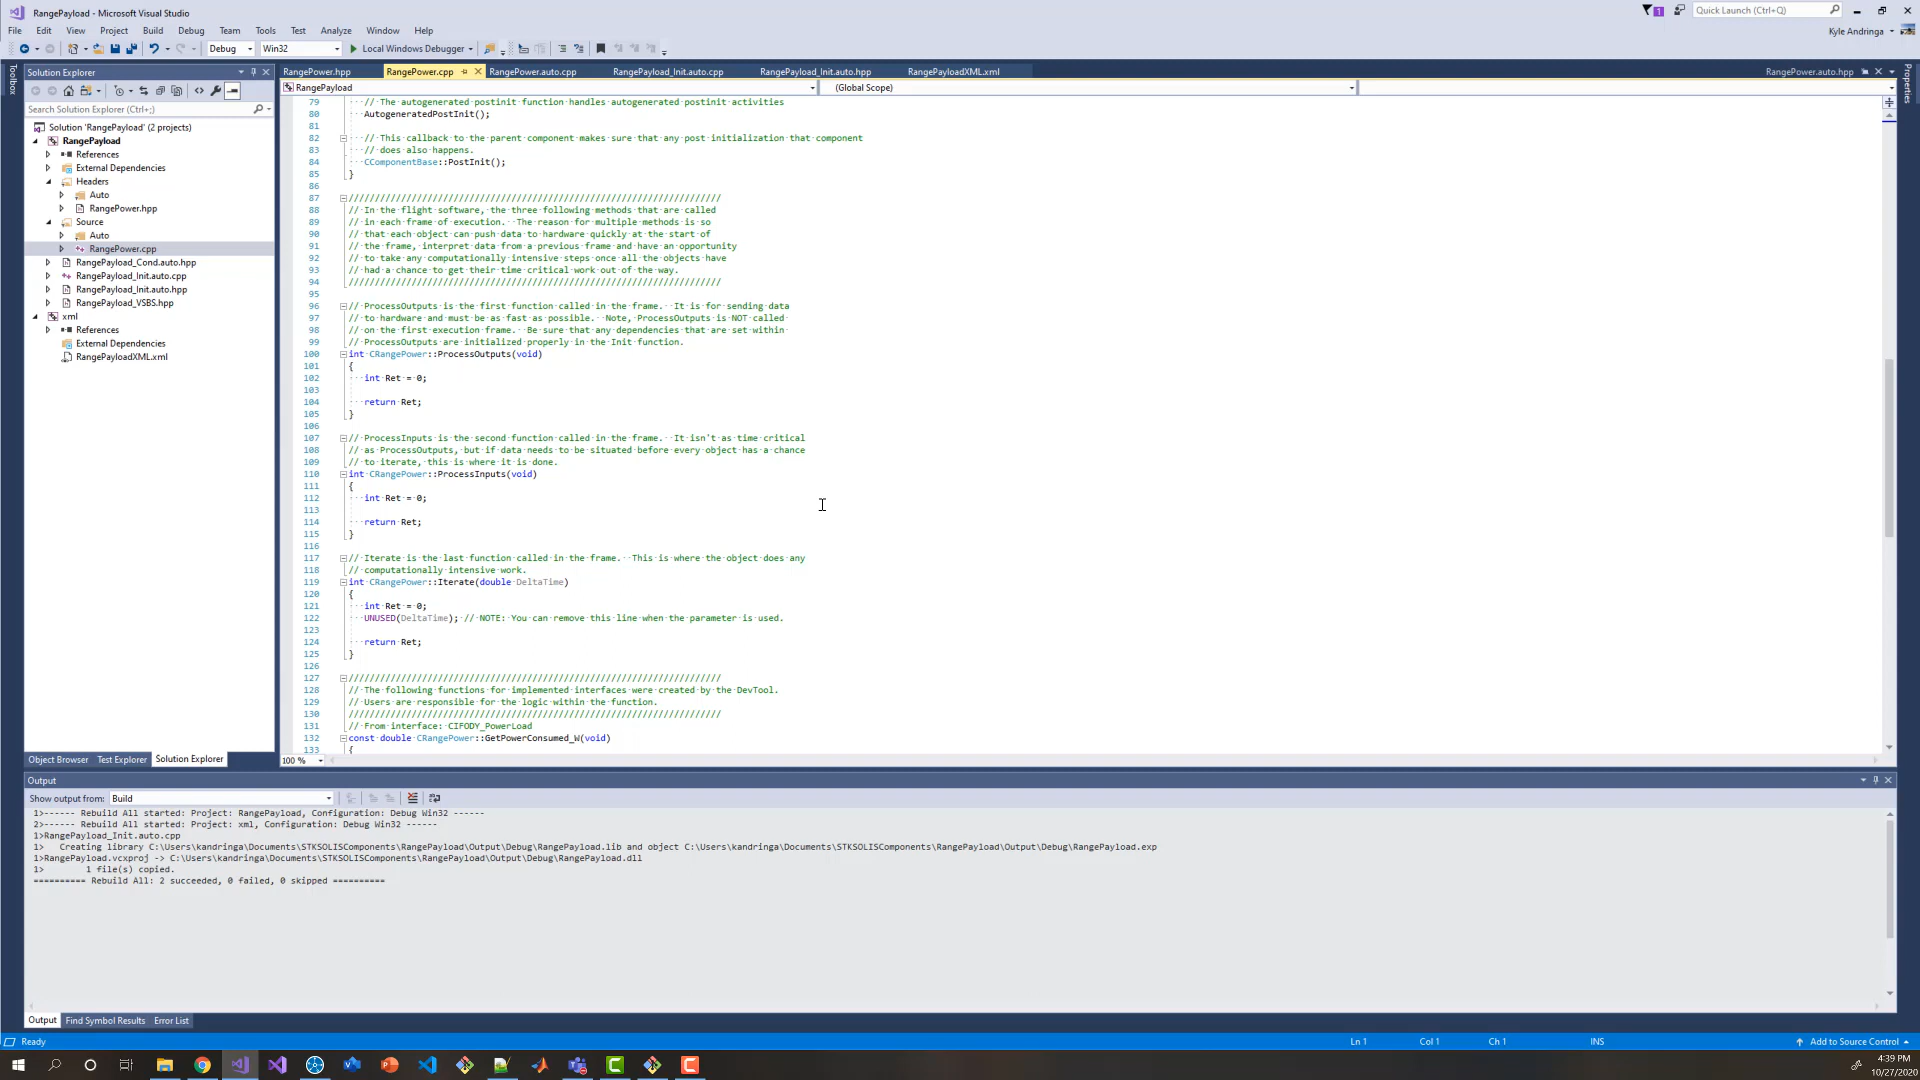 RangePayload - Microsoft Visual Studio
1
Quick Launch (Ctrl+Q)
File Edit View Project Build Debug Team Tools Test Analyze Window Help
Kyle Andringa
Debug Win32 Local Windows Debugger
Toolbox
Solution Explorer
Search Solution Explorer (Ctrl+;)
Solution 'RangePayload' (2 projects)
RangePayload
References
External Dependencies
Headers
Auto
RangePower.hpp
Source
Auto
RangePower.cpp
RangePayload_Cond.auto.hpp
RangePayload_Init.auto.cpp
RangePayload_Init.auto.hpp
RangePayload_VSBS.hpp
xml
References
External Dependencies
RangePayloadXML.xml
Object Browser Test Explorer Solution Explorer
RangePower.hpp RangePower.cpp RangePower.auto.cpp RangePayload_Init.auto.cpp RangePayload_Init.auto.hpp RangePayloadXML.xml RangePower.auto.hpp
Properties
RangePayload (Global Scope)
79 // The autogenerated postinit function handles autogenerated postinit activities
80 AutogeneratedPostInit();
81
82 // This callback to the parent component makes sure that any post initialization that component
83 // does also happens.
84 CComponentBase::PostInit();
85 }
86
87 ////////////////////////////////////////////////////////////////////////
88 // In the flight software, the three following methods that are called
89 // in each frame of execution. The reason for multiple methods is so
90 // that each object can push data to hardware quickly at the start of
91 // the frame, interpret data from a previous frame and have an opportunity
92 // to take any computationally intensive steps once all the objects have
93 // had a chance to get their time critical work out of the way.
94 ////////////////////////////////////////////////////////////////////////
95
96 // ProcessOutputs is the first function called in the frame. It is for sending data
97 // to hardware and must be as fast as possible. Note, ProcessOutputs is NOT called
98 // on the first execution frame. Be sure that any dependencies that are set within
99 // ProcessOutputs are initialized properly in the Init function.
100 int CRangePower::ProcessOutputs(void)
101 {
102 int Ret = 0;
103
104 return Ret;
105 }
106
107 // ProcessInputs is the second function called in the frame. It isn't as time critical
108 // as ProcessOutputs, but if data needs to be situated before every object has a chance
109 // to iterate, this is where it is done.
110 int CRangePower::ProcessInputs(void)
111 {
112 int Ret = 0;
113
114 return Ret;
115 }
116
117 // Iterate is the last function called in the frame. This is where the object does any
118 // computationally intensive work.
119 int CRangePower::Iterate(double DeltaTime)
120 {
121 int Ret = 0;
122 UNUSED(DeltaTime); // NOTE: You can remove this line when the parameter is used.
123
124 return Ret;
125 }
126
127 ////////////////////////////////////////////////////////////////////////
128 // The following functions for implemented interfaces were created by the DevTool.
129 // Users are responsible for the logic within the function.
130 ////////////////////////////////////////////////////////////////////////
131 // From interface: CIFODY_PowerLoad
132 const double CRangePower::GetPowerConsumed_W(void)
133 {
100 %
Output
Show output from: Build
1>------ Rebuild All started: Project: RangePayload, Configuration: Debug Win32 ------
2>------ Rebuild All started: Project: xml, Configuration: Debug Win32 ------
1>RangePayload_Init.auto.cpp
1> Creating library C:\Users\kandringa\Documents\STKSOLISComponents\RangePayload\Output\Debug\RangePayload.lib and object C:\Users\kandringa\Documents\STKSOLISComponents\RangePayload\Output\Debug\RangePayload.exp
1>RangePayload.vcxproj -> C:\Users\kandringa\Documents\STKSOLISComponents\RangePayload\Output\Debug\RangePayload.dll
1> 1 file(s) copied.
========== Rebuild All: 2 succeeded, 0 failed, 0 skipped ==========
Output Find Symbol Results Error List
Ready Ln 1 Col 1 Ch 1 INS Add to Source Control
4:39 PM
10/27/2020